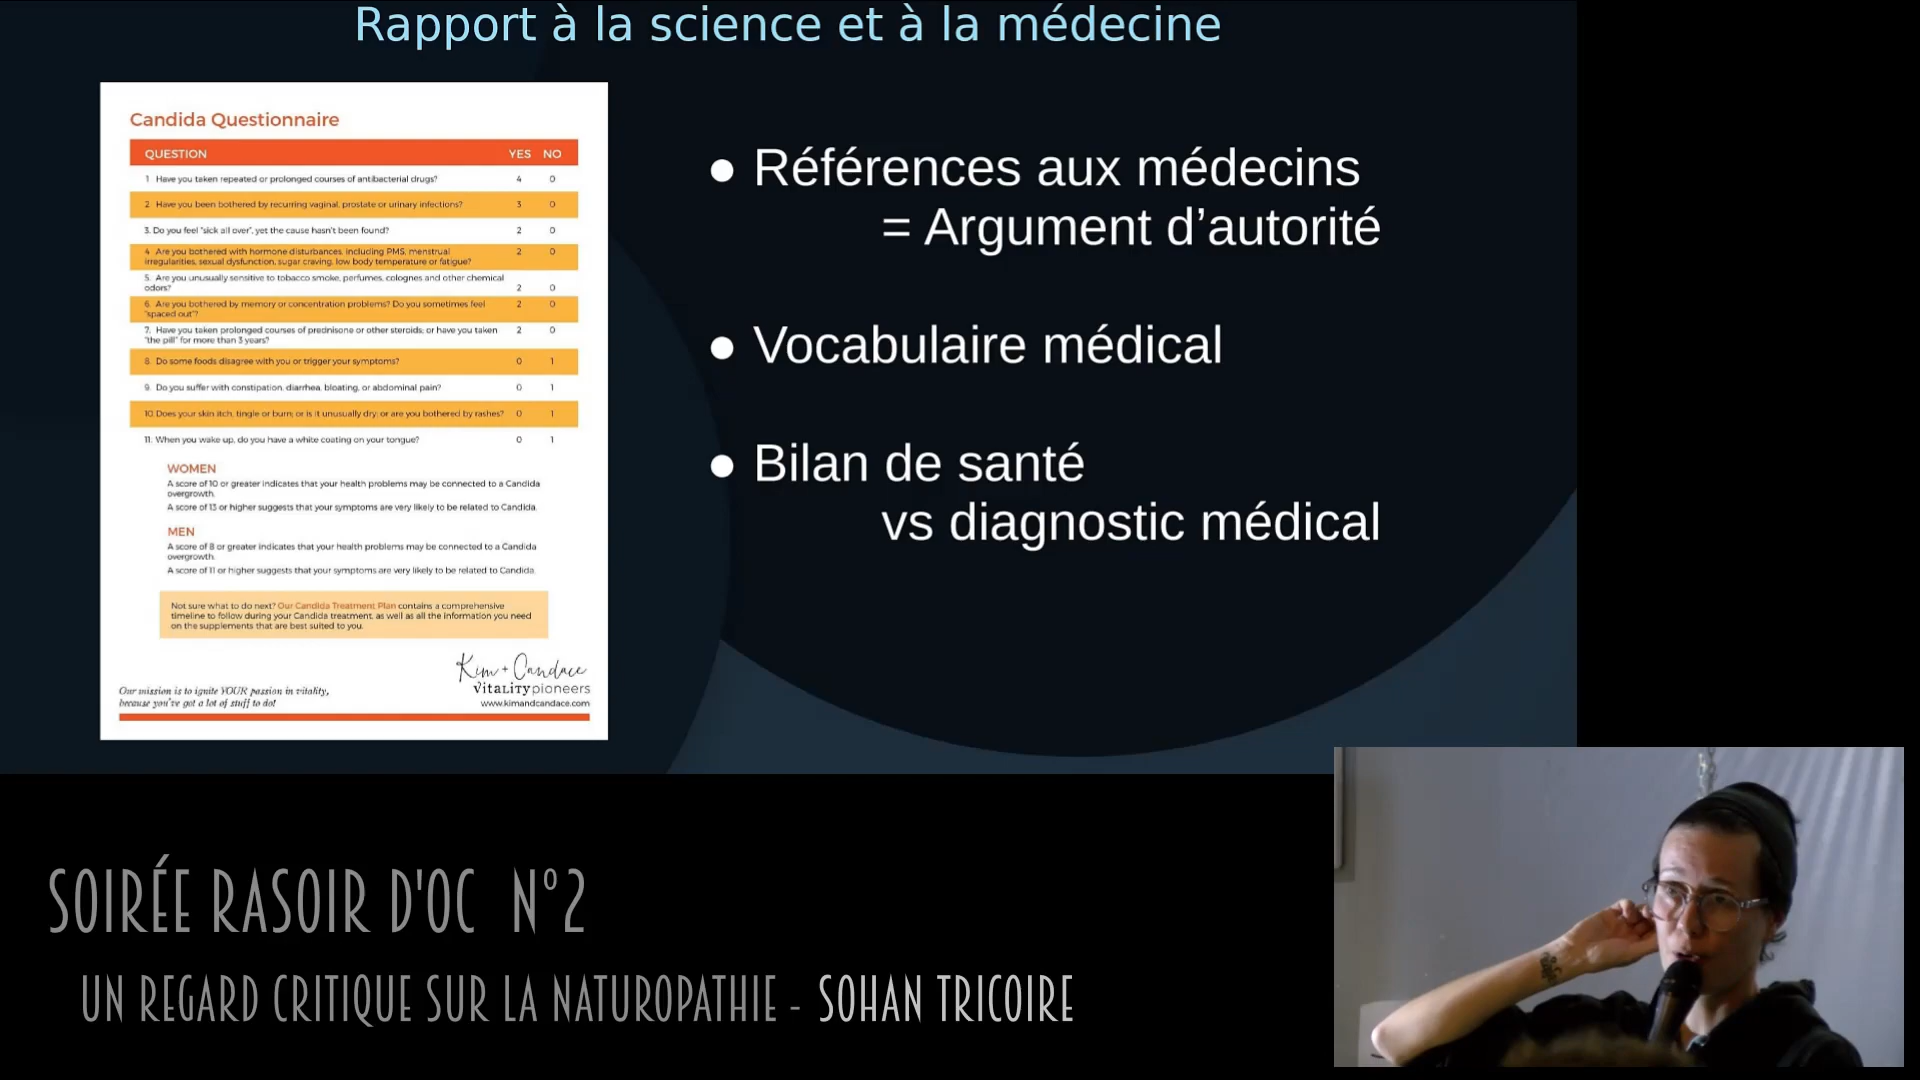 Rapport à la science et à la médecine
Candida Questionnaire
QUESTION YES NO
1 Have you taken repeated or prolonged courses of antibacterial drugs? 4 0
2. Have you been bothered by recurring vaginal, prostate or urinary infections? 3 0
3. Do you feel "sick all over", yet the cause hasn't been found? 2 0
4 Are you bothered with hormone disturbances, including PMS, menstrual 2 0
irregularities, sexual dysfunction, sugar craving, low body temperature or fatigue?
5. Are you unusually sensitive to tobacco smoke, perfumes, colognes and other chemical
odors? 2 0
6. Are you bothered by memory or concentration problems? Do you sometimes feel 2 0
"spaced out"?
7. Have you taken prolonged courses of prednisone or other steroids; or have you taken 2 0
"the pill" for more than 3 years?
8. Do some foods disagree with you or trigger your symptoms? 0 1
9. Do you suffer with constipation, diarrhea, bloating, or abdominal pain? 0 1
10. Does your skin itch, tingle or burn; or is it unusually dry; or are you bothered by rashes? 0 1
11. When you wake up, do you have a white coating on your tongue? 0 1
WOMEN
A score of 10 or greater indicates that your health problems may be connected to a Candida
overgrowth.
A score of 13 or higher suggests that your symptoms are very likely to be related to Candida.
MEN
A score of 8 or greater indicates that your health problems may be connected to a Candida
overgrowth.
A score of 11 or higher suggests that your symptoms are very likely to be related to Candida.
Not sure what to do next? Our Candida Treatment Plan contains a comprehensive
timeline to follow during your Candida treatment, as well as all the information you need
on the supplements that are best suited to you.
Kim + Candace
vitalitypioneers
www.kimandcandace.com
Our mission is to ignite YOUR passion in vitality,
because you've got a lot of stuff to do!
● Références aux médecins
= Argument d'autorité
● Vocabulaire médical
● Bilan de santé
vs diagnostic médical
SOIRÉE RASOIR D'OC N°2
UN REGARD CRITIQUE SUR LA NATUROPATHIE - SOHAN TRICOIRE